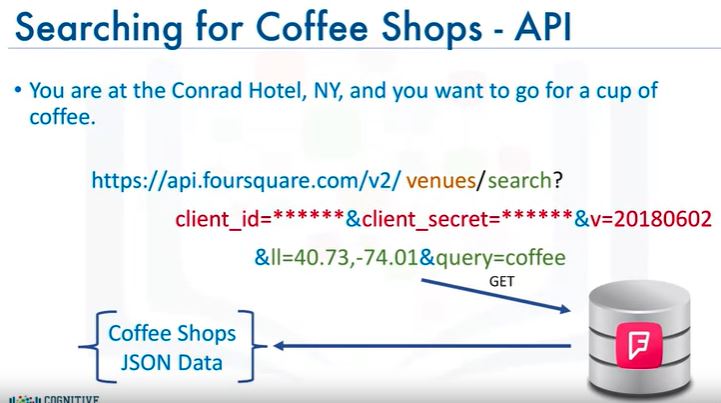 Searching for Coffee Shops - API
• You are at the Conrad Hotel, NY, and you want to go for a cup of
coffee.
https://api.foursquare.com/v2/ venues/search?
client_id=******&client_secret=******&v=20180602
&ll=40.73,-74.01&query=coffee
GET
Coffee Shops
JSON Data
COGNITIVE